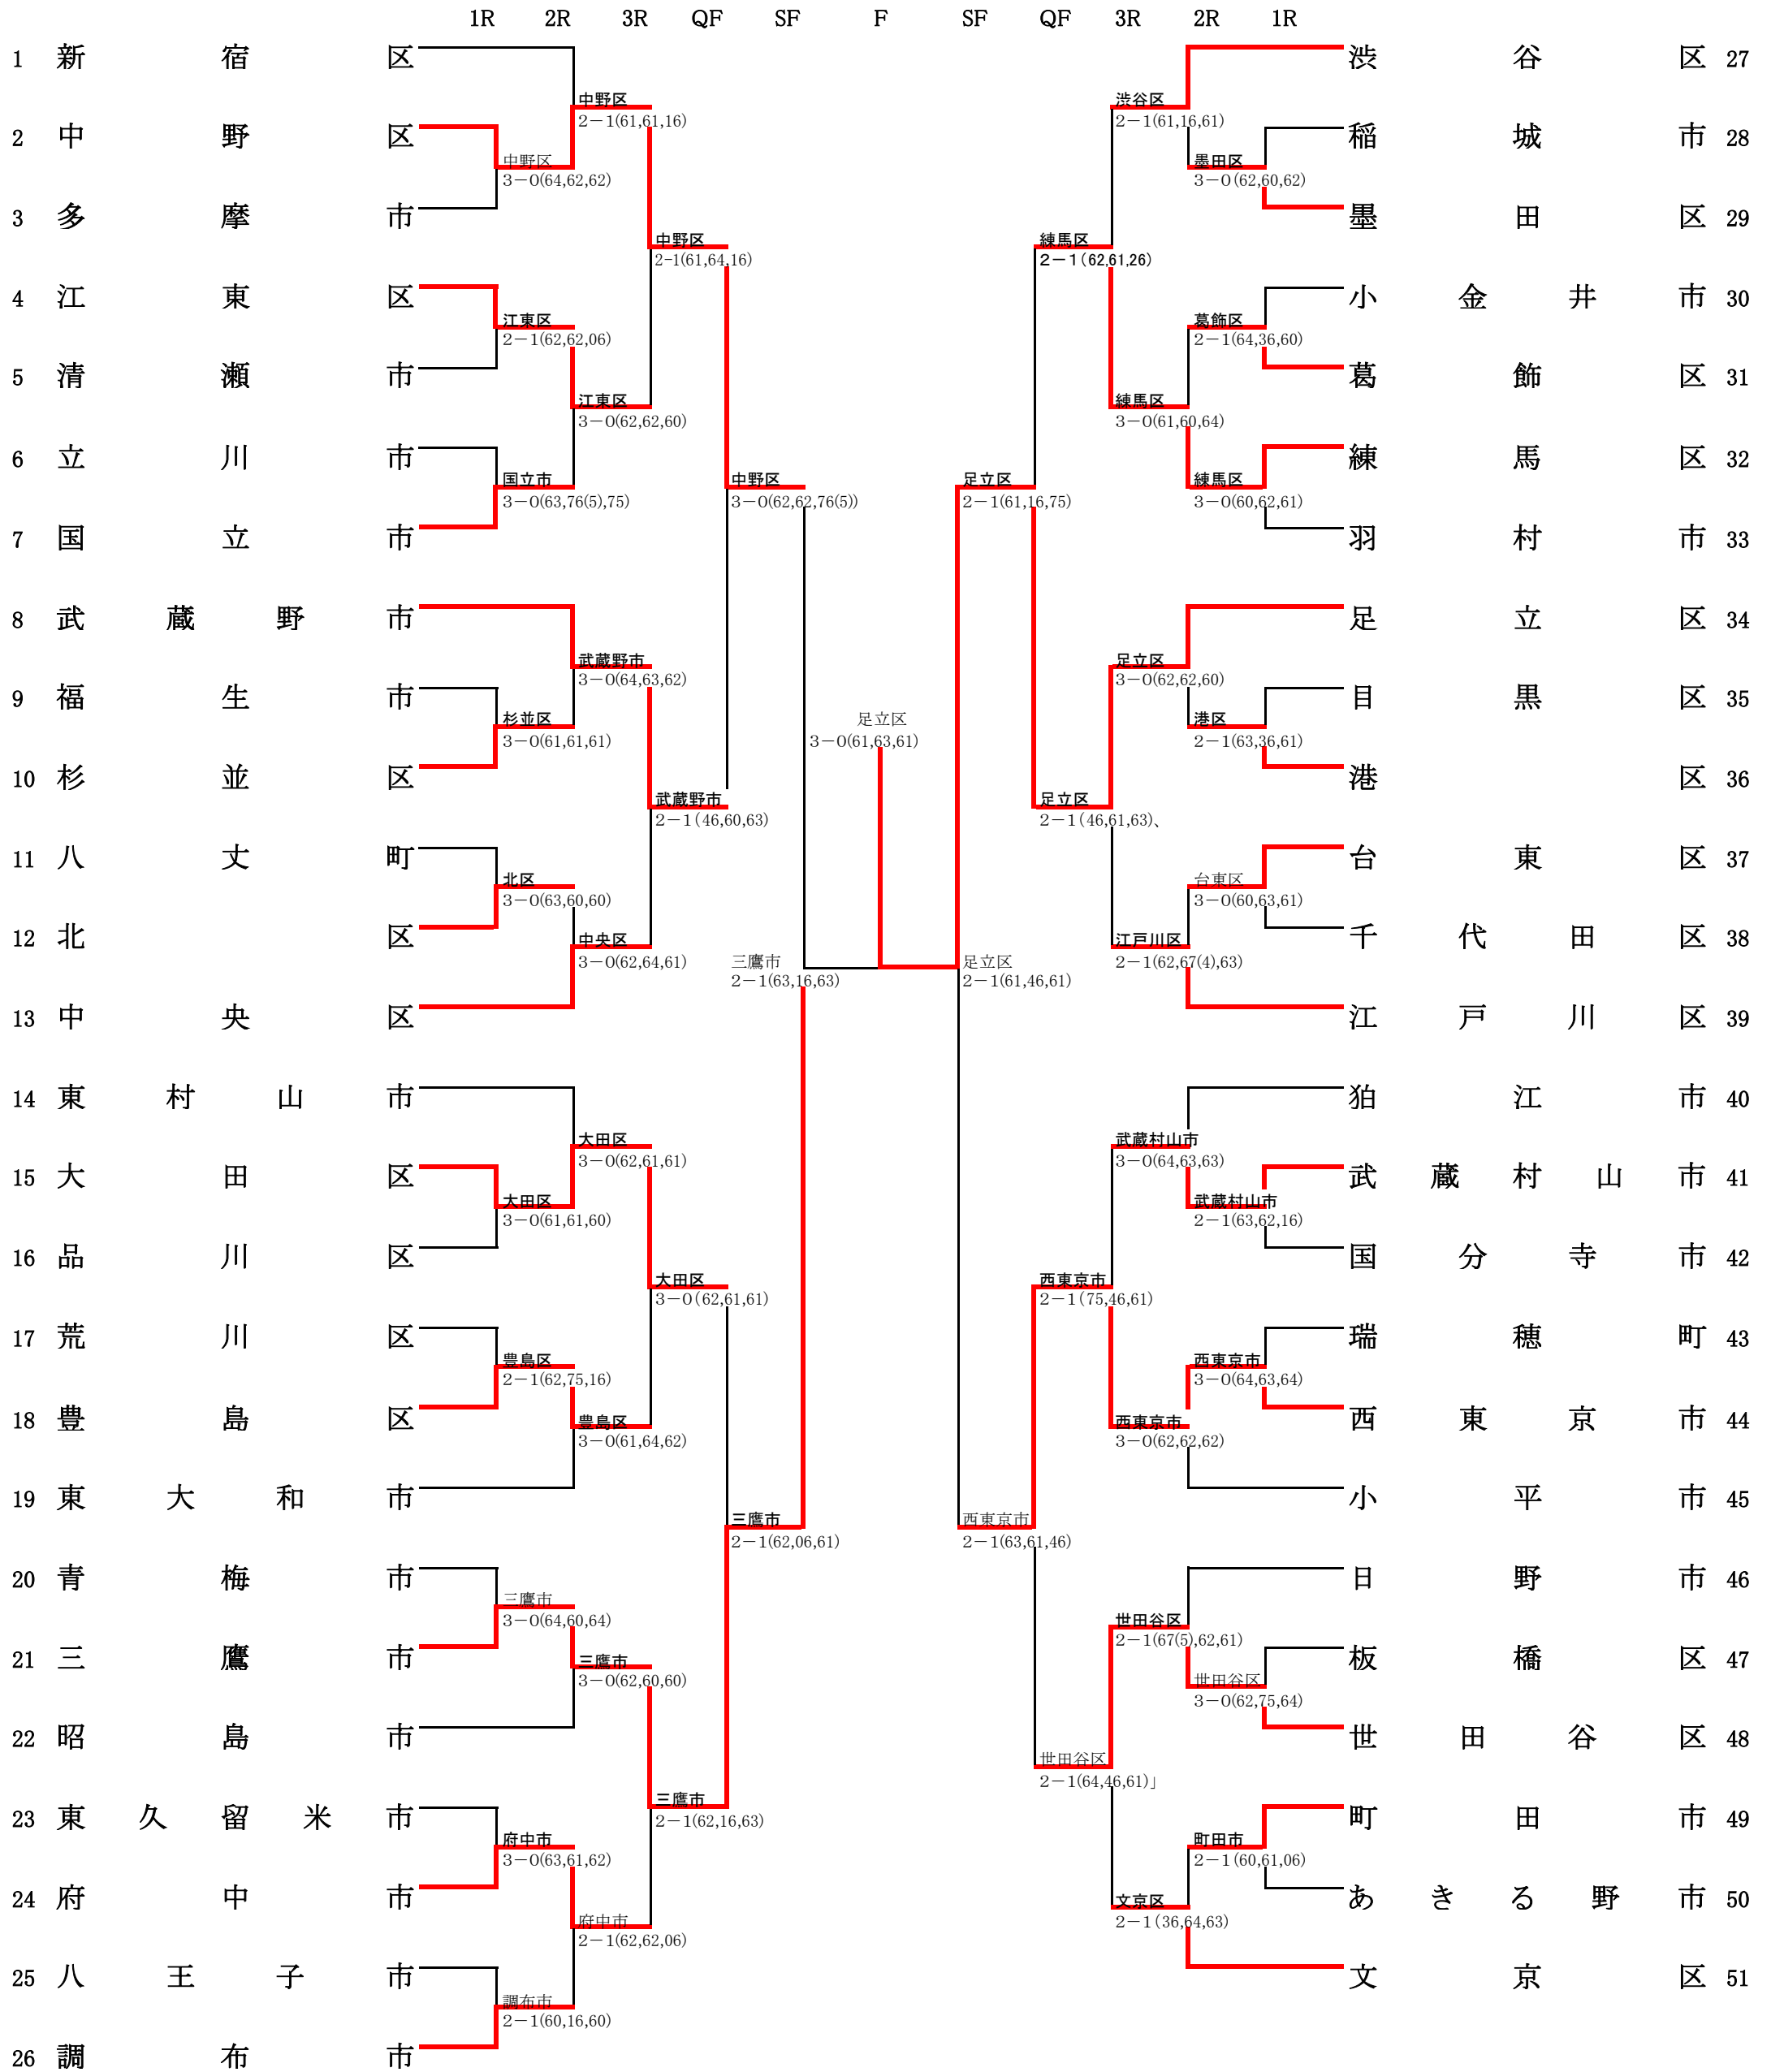 1R 2R 3R QF SF F SF QF 3R 2R 1R
1 新宿区
渋谷区 27
中野区
2－1(61,61,16)
渋谷区
2－1(61,16,61)
2 中野区
稲城市 28
中野区
3－0(64,62,62)
墨田区
3－0(62,60,62)
3 多摩市
墨田区 29
中野区
2-1(61,64,16)
練馬区
2－1（62,61,26）
4 江東区
小金井市 30
江東区
2－1(62,62,06)
葛飾区
2－1(64,36,60)
5 清瀬市
葛飾区 31
江東区
3－0(62,62,60)
練馬区
3－0(61,60,64)
6 立川市
練馬区 32
国立市
3－0(63,76(5),75)
中野区
3－0(62,62,76(5))
足立区
2－1(61,16,75)
練馬区
3－0(60,62,61)
7 国立市
羽村市 33
8 武蔵野市
足立区 34
武蔵野市
3－0(64,63,62)
足立区
3－0(62,62,60)
9 福生市
目黒区 35
杉並区
3－0(61,61,61)
足立区
3－0(61,63,61)
港区
2－1(63,36,61)
10 杉並区
港区 36
武蔵野市
2－1（46,60,63)
足立区
2－1（46,61,63)、
11 八丈町
台東区 37
北区
3－0(63,60,60)
台東区
3－0(60,63,61)
12 北区
千代田区 38
中央区
3－0(62,64,61)
三鷹市
2－1(63,16,63)
足立区
2－1(61,46,61)
江戸川区
2－1(62,67(4),63)
13 中央区
江戸川区 39
14 東村山市
狛江市 40
大田区
3－0(62,61,61)
武蔵村山市
3－0(64,63,63)
15 大田区
武蔵村山市 41
大田区
3－0(61,61,60)
武蔵村山市
2－1(63,62,16)
16 品川区
国分寺市 42
大田区
3－0（62,61,61)
西東京市
2－1（75,46,61)
17 荒川区
瑞穂町 43
豊島区
2－1(62,75,16)
西東京市
3－0(64,63,64)
18 豊島区
西東京市 44
豊島区
3－0(61,64,62)
西東京市
3－0(62,62,62)
19 東大和市
小平市 45
三鷹市
2－1(62,06,61)
西東京市
2－1(63,61,46)
20 青梅市
日野市 46
三鷹市
3－0(64,60,64)
世田谷区
2－1(67(5),62,61)
21 三鷹市
板橋区 47
三鷹市
3－0(62,60,60)
世田谷区
3－0(62,75,64)
22 昭島市
世田谷区 48
世田谷区
2－1(64,46,61)」
23 東久留米市
町田市 49
三鷹市
2－1(62,16,63)
府中市
3－0(63,61,62)
町田市
2－1(60,61,06)
24 府中市
あきる野市 50
府中市
2－1(62,62,06)
文京区
2－1（36,64,63)
25 八王子市
文京区 51
調布市
2－1(60,16,60)
26 調布市